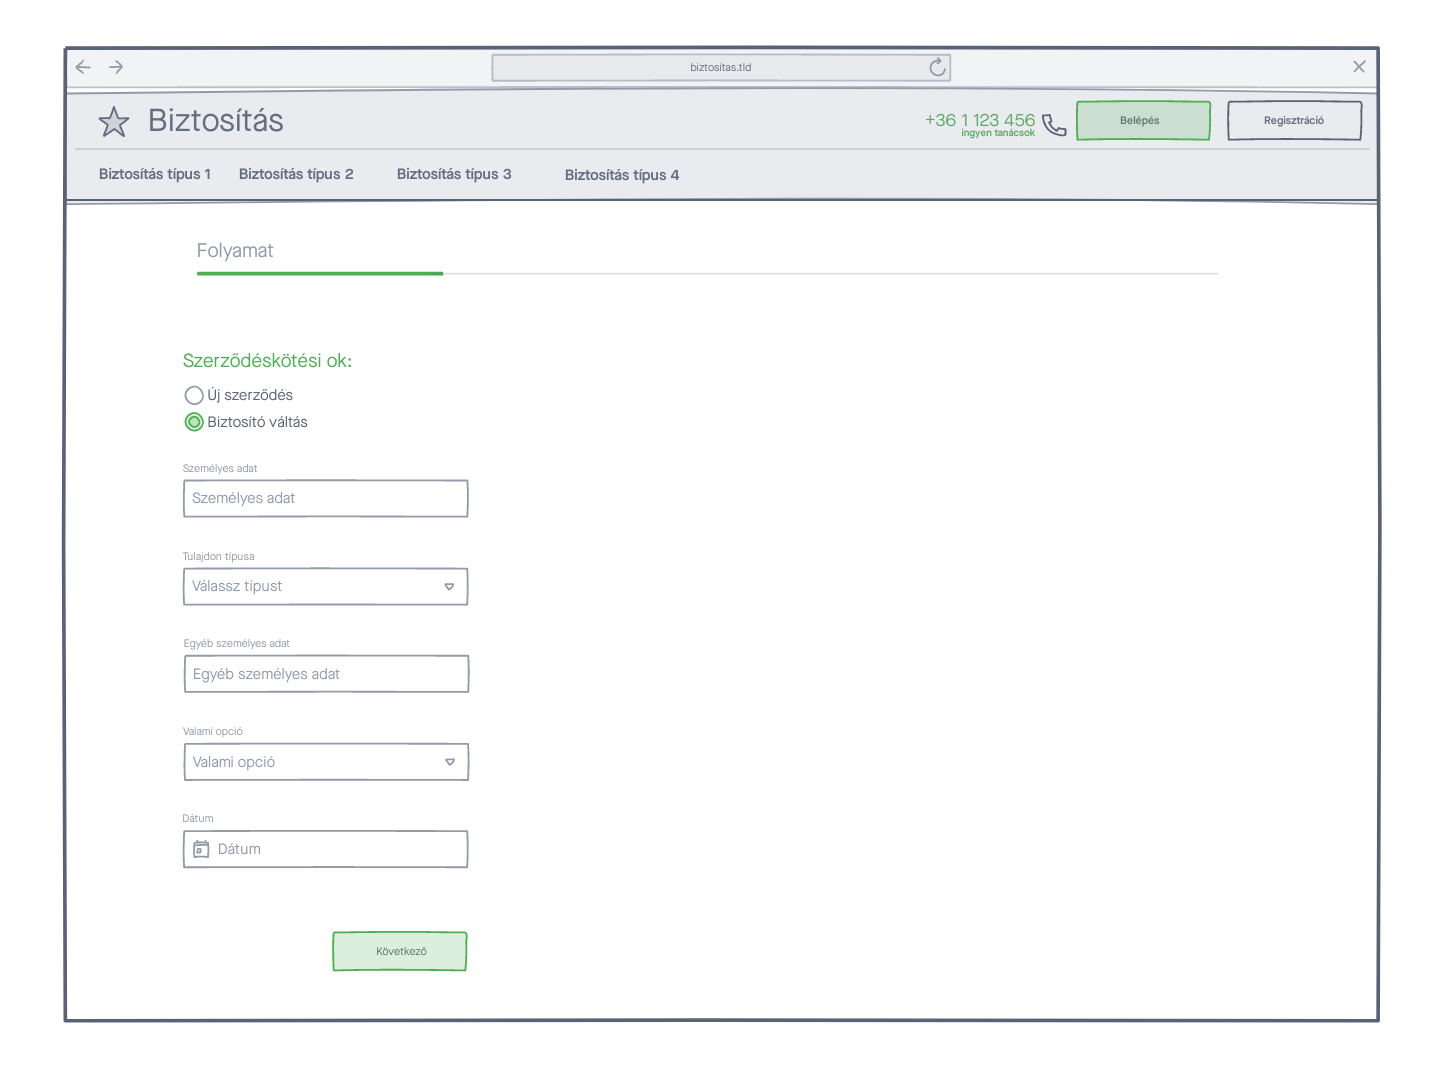 biztosítas.tld
Biztosítás
+36 1 123 456
ingyen tanácsok
Belépés
Regisztráció
Biztosítás típus 1
Biztosítás típus 2
Biztosítás típus 3
Biztosítás típus 4
Folyamat
Szerződéskötési ok:
Új szerződés
Biztosító váltás
Személyes adat
Személyes adat
Tulajdon típusa
Válassz típust
Egyéb személyes adat
Egyéb személyes adat
Valami opció
Valami opció
Dátum
Dátum
Következő